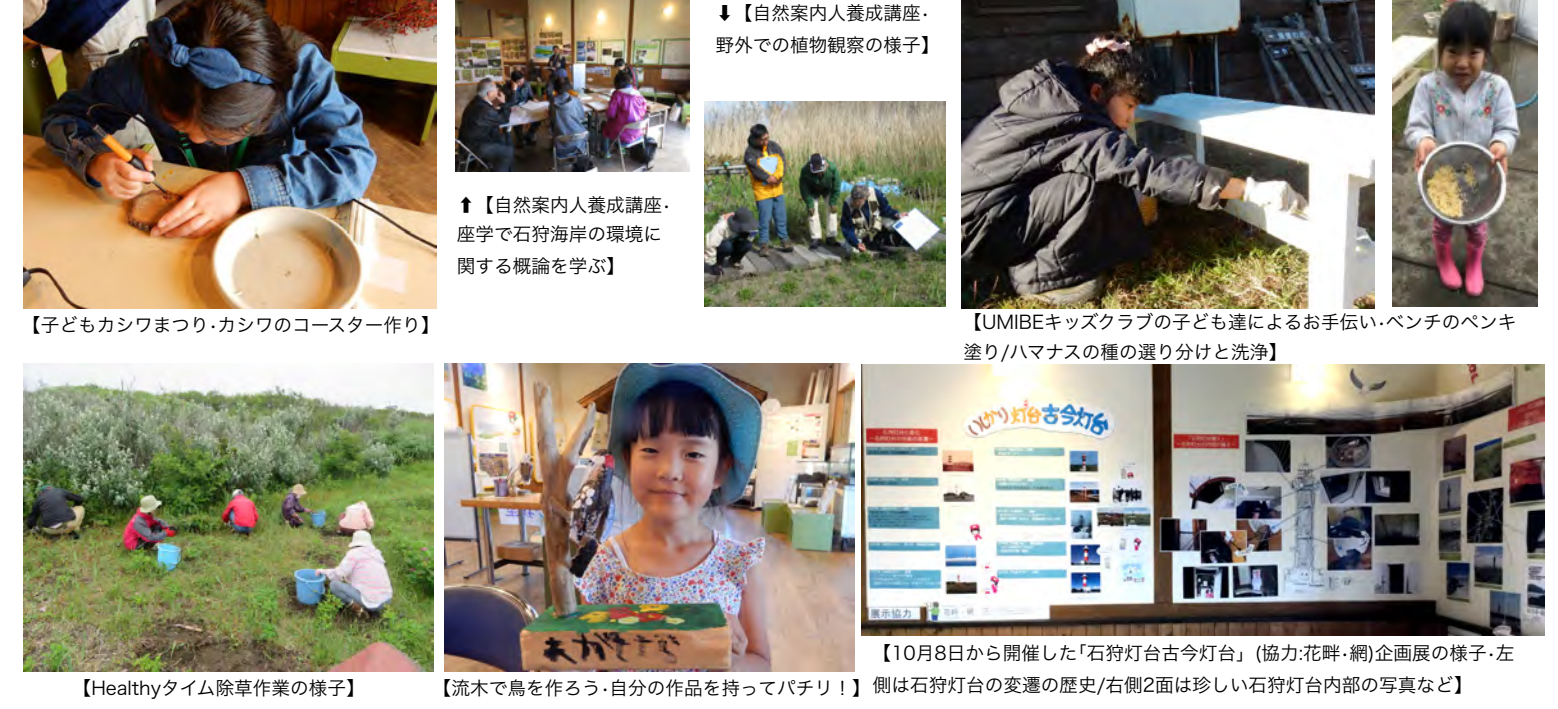 ⬇【自然案内人養成講座･
野外での植物観察の様子】
⬆【自然案内人養成講座･
座学で石狩海岸の環境に
関する概論を学ぶ】
【子どもカシワまつり･カシワのコースター作り】
【UMIBEキッズクラブの子ども達によるお手伝い･ベンチのペンキ
塗り/ハマナスの種の選り分けと洗浄】
いしかり灯台古今灯台
展示協力
花畔・網
【Healthyタイム除草作業の様子】
【流木で鳥を作ろう･自分の作品を持ってパチリ！】
【10月8日から開催した｢石狩灯台古今灯台」(協力:花畔･網)企画展の様子･左
側は石狩灯台の変遷の歴史/右側2面は珍しい石狩灯台内部の写真など】